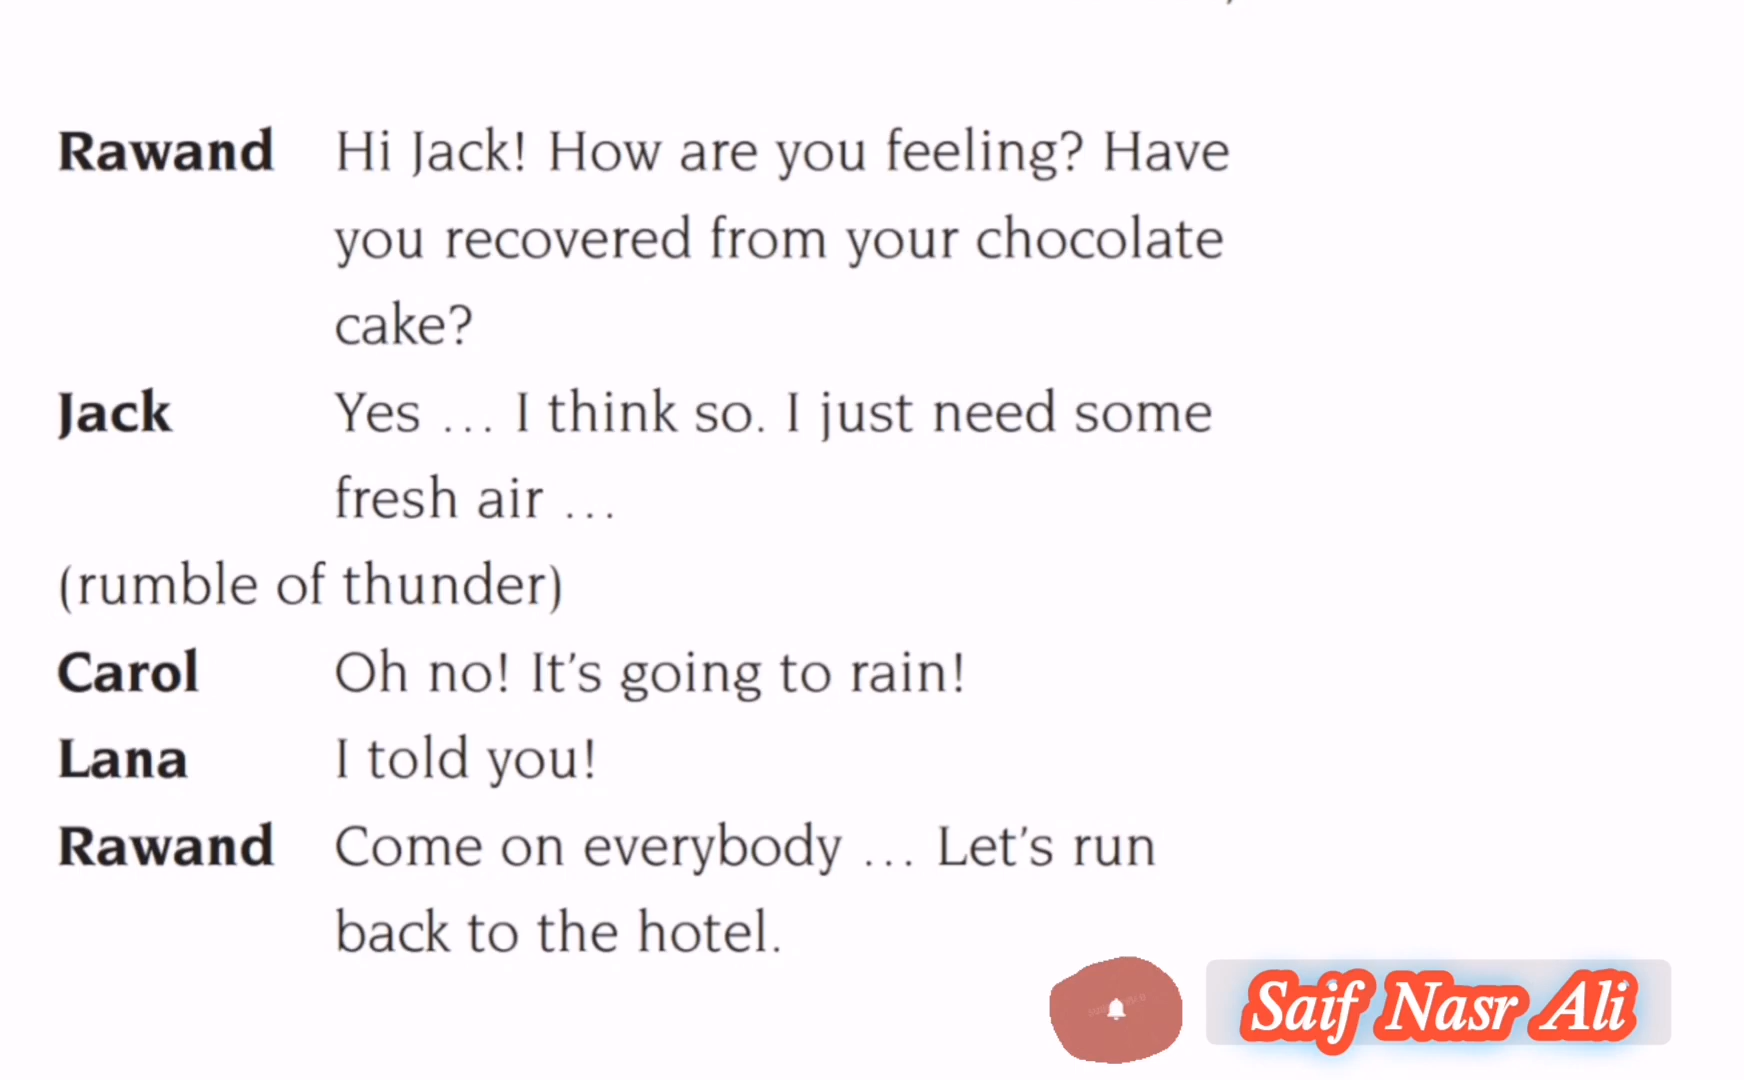 Rawand Hi Jack! How are you feeling? Have
you recovered from your chocolate
cake?
Jack Yes ... I think so. I just need some
fresh air ...
(rumble of thunder)
Carol Oh no! It's going to rain!
Lana I told you!
Rawand Come on everybody ... Let's run
back to the hotel.
Saif Nasr Ali